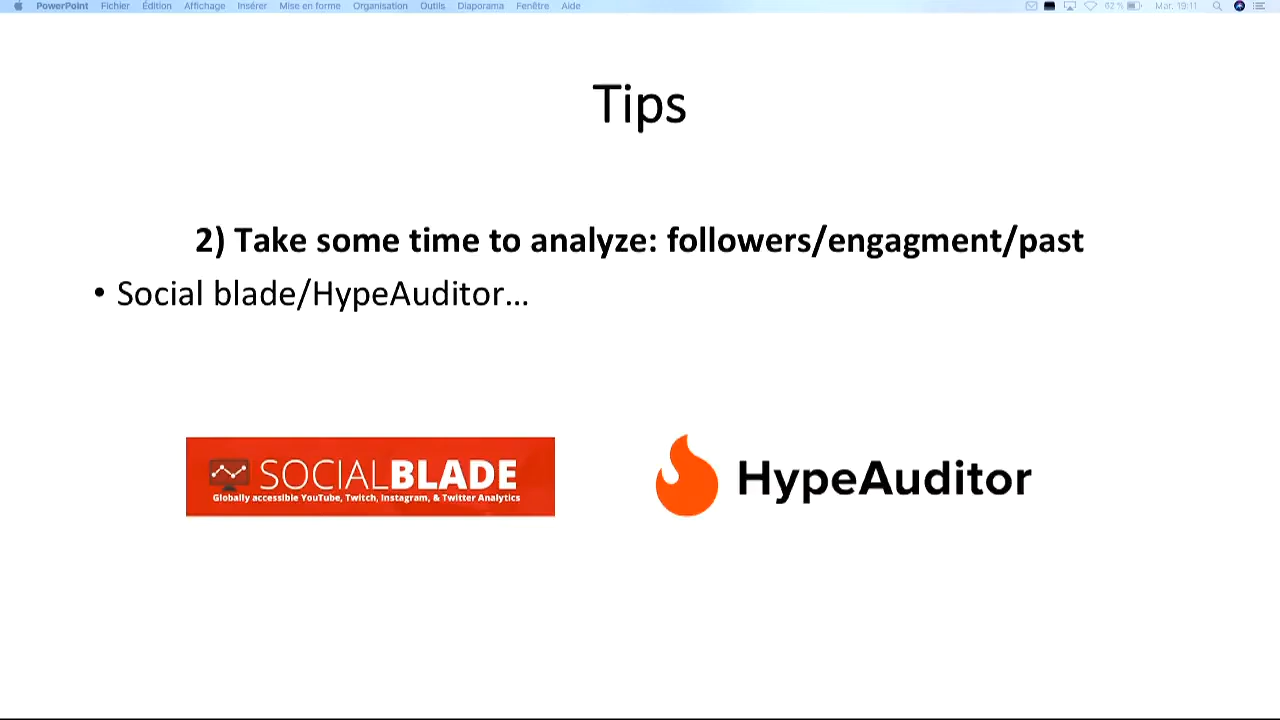 PowerPoint Fichier Édition Affichage Insérer Mise en forme Organisation Outils Diaporama Fenêtre Aide 62 % Mar. 19:11
Tips
2) Take some time to analyze: followers/engagment/past
• Social blade/HypeAuditor...
SOCIALBLADE
Globally accessible YouTube, Twitch, Instagram, & Twitter Analytics
HypeAuditor